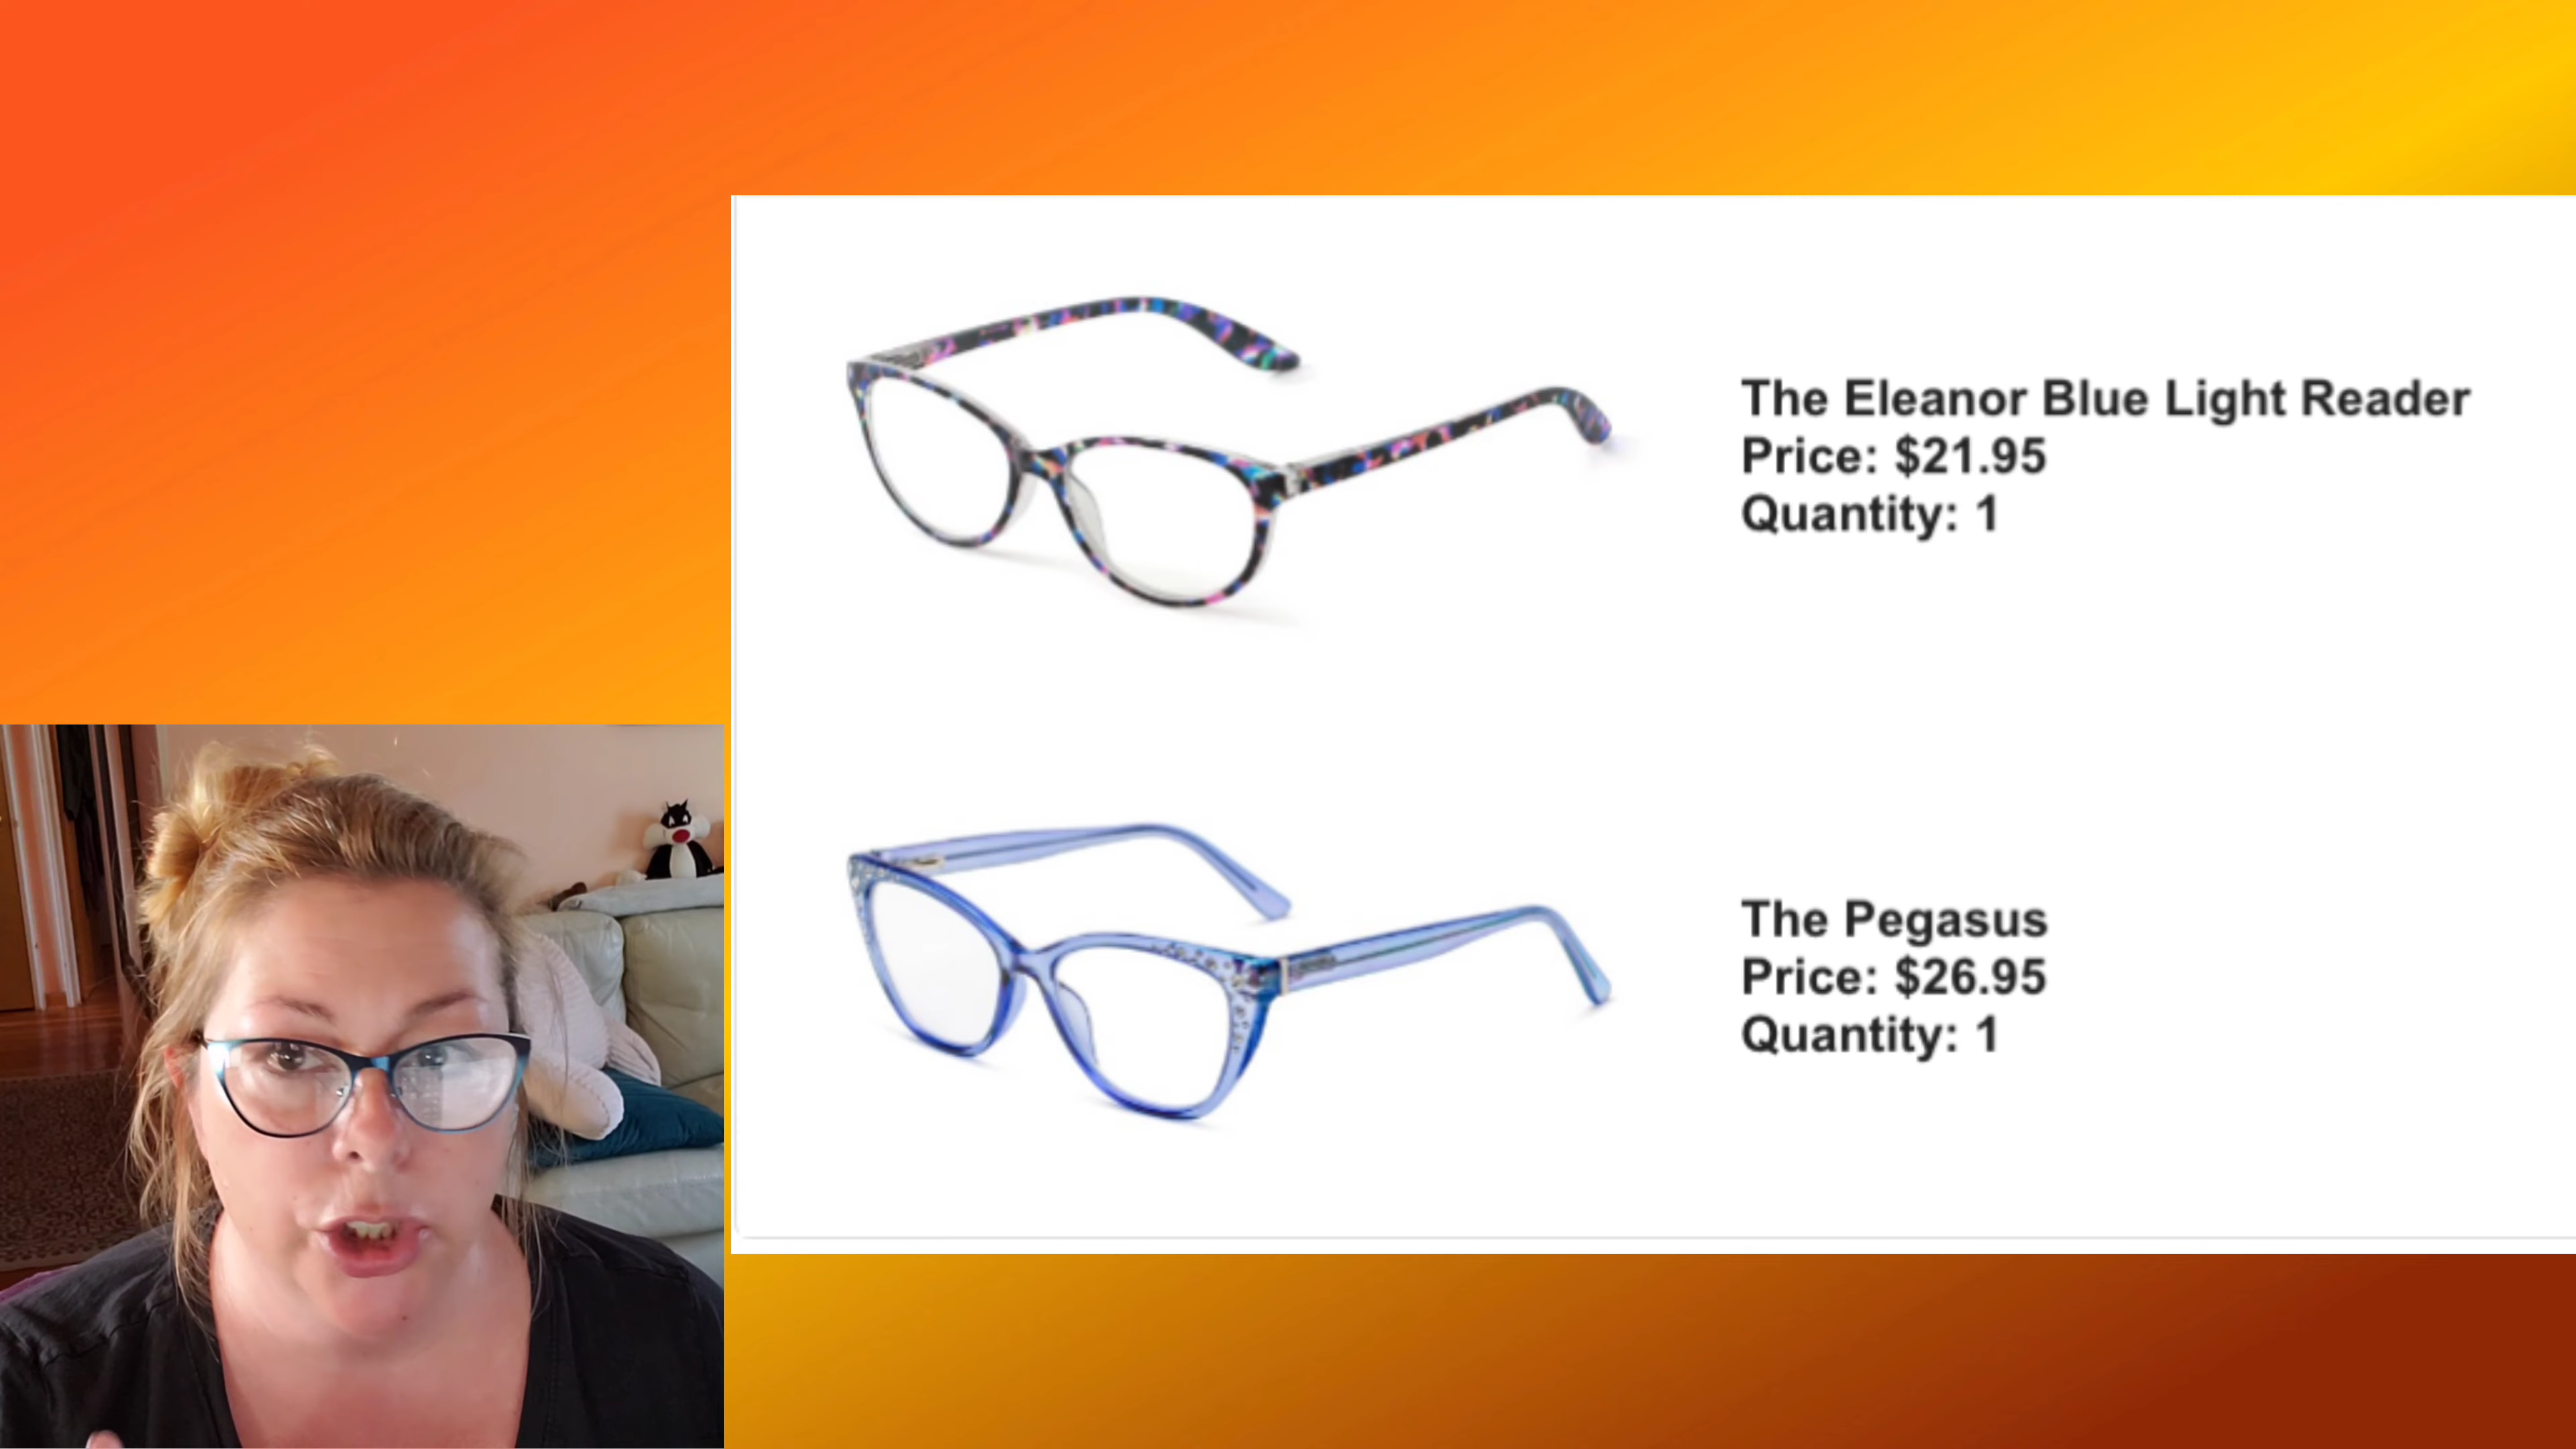 The Eleanor Blue Light Reader
Price: $21.95
Quantity: 1
The Pegasus
Price: $26.95
Quantity: 1